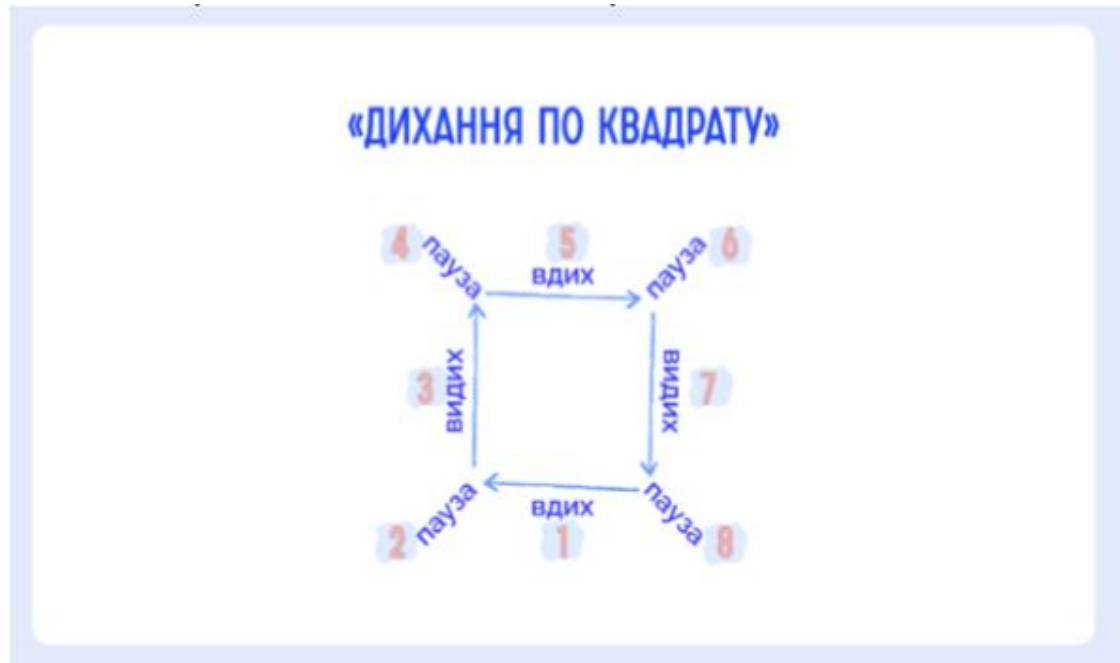 «ДИХАННЯ ПО КВАДРАТУ»
4 пауза
5
вдих
пауза 6
3 видих
видих 7
2 пауза
вдих
1
пауза 8